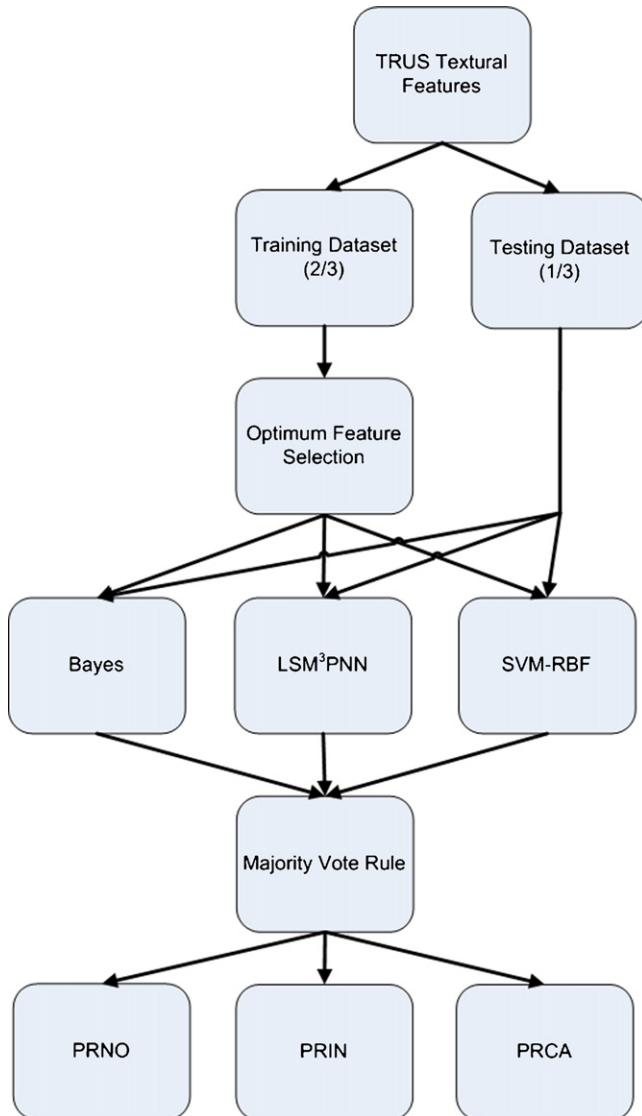 TRUS Textural
Features
Training Dataset
(2/3)
Testing Dataset
(1/3)
Optimum Feature
Selection
Bayes
LSM³PNN
SVM-RBF
Majority Vote Rule
PRNO
PRIN
PRCA